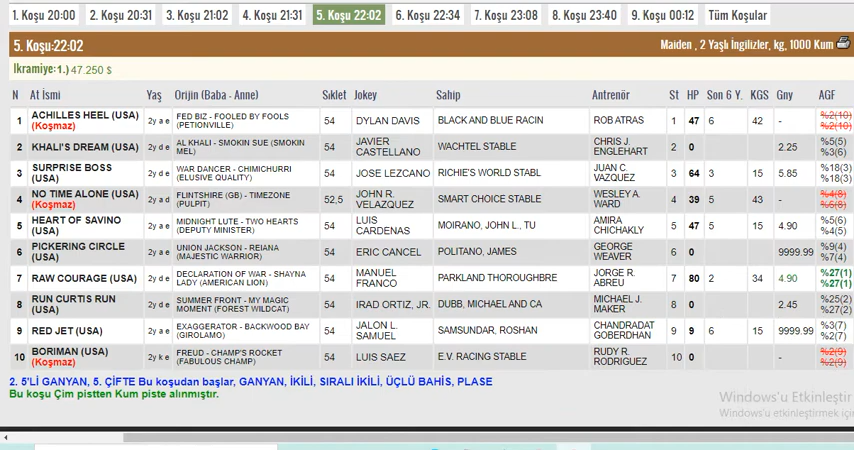 1. Koşu 20:00 2. Koşu 20:31 3. Koşu 21:02 4. Koşu 21:31 5. Koşu 22:02 6. Koşu 22:34 7. Koşu 23:08 8. Koşu 23:40 9. Koşu 00:12 Tüm Koşular
5. Koşu:22:02 Maiden , 2 Yaşlı İngilizler, kg, 1000 Kum
İkramiye:1.) 47.250 $
N At İsmi Yaş Orijin (Baba - Anne) Sıklet Jokey Sahip Antrenör St HP Son 6 Y. KGS Gny AGF
1 ACHILLES HEEL (USA) (Koşmaz) 2y a e FED BIZ - FOOLED BY FOOLS (PETIONVILLE) 54 DYLAN DAVIS BLACK AND BLUE RACIN ROB ATRAS 1 47 6 42 - %2(10) %2(10)
2 KHALI'S DREAM (USA) 2y d e AL KHALI - SMOKIN SUE (SMOKIN MEL) 54 JAVIER CASTELLANO WACHTEL STABLE CHRIS J. ENGLEHART 2 0 2.25 %5(5) %3(6)
3 SURPRISE BOSS (USA) 2y d e WAR DANCER - CHIMICHURRI (ELUSIVE QUALITY) 54 JOSE LEZCANO RICHIE'S WORLD STABL JUAN C. VAZQUEZ 3 64 3 15 5.85 %18(3) %18(3)
4 NO TIME ALONE (USA) (Koşmaz) 2y a d FLINTSHIRE (GB) - TIMEZONE (PULPIT) 52,5 JOHN R. VELAZQUEZ SMART CHOICE STABLE WESLEY A. WARD 4 39 5 43 - %4(8)
5 HEART OF SAVINO (USA) 2y a e MIDNIGHT LUTE - TWO HEARTS (DEPUTY MINISTER) 54 LUIS CARDENAS MOIRANO, JOHN L., TU AMIRA CHICHAKLY 5 47 5 15 4.90 %5(6) %4(5)
6 PICKERING CIRCLE (USA) 2y a e UNION JACKSON - REIANA (MAJESTIC WARRIOR) 54 ERIC CANCEL POLITANO, JAMES GEORGE WEAVER 6 0 9999.99 %9(4) %7(4)
7 RAW COURAGE (USA) 2y d e DECLARATION OF WAR - SHAYNA LADY (AMERICAN LION) 54 MANUEL FRANCO PARKLAND THOROUGHBRE JORGE R. ABREU 7 80 2 34 4.90 %27(1) %27(1)
8 RUN CURTIS RUN (USA) 2y d e SUMMER FRONT - MY MAGIC MOMENT (FOREST WILDCAT) 54 IRAD ORTIZ, JR. DUBB, MICHAEL AND CA MICHAEL J. MAKER 8 0 2.45 %25(2) %26(2)
9 RED JET (USA) 2y a e EXAGGERATOR - BACKWOOD BAY (GIROLAMO) 54 JALON L. SAMUEL SAMSUNDAR, ROSHAN CHANDRADAT GOBERDHAN 9 9 6 15 9999.99 %3(7) %2(7)
10 BORIMAN (USA) (Koşmaz) 2y k e FREUD - CHAMP'S ROCKET (FABULOUS CHAMP) 54 LUIS SAEZ E.V. RACING STABLE RUDY R. RODRIGUEZ 10 0 - %2(9) %2(9)
2. 5'Lİ GANYAN, 5. ÇİFTE Bu koşudan başlar, GANYAN, İKİLİ, SIRALI İKİLİ, ÜÇLÜ BAHİS, PLASE
Bu koşu Çim pistten Kum piste alınmıştır.
Windows'u Etkinleştir
Windows'u etkinleştirmek için